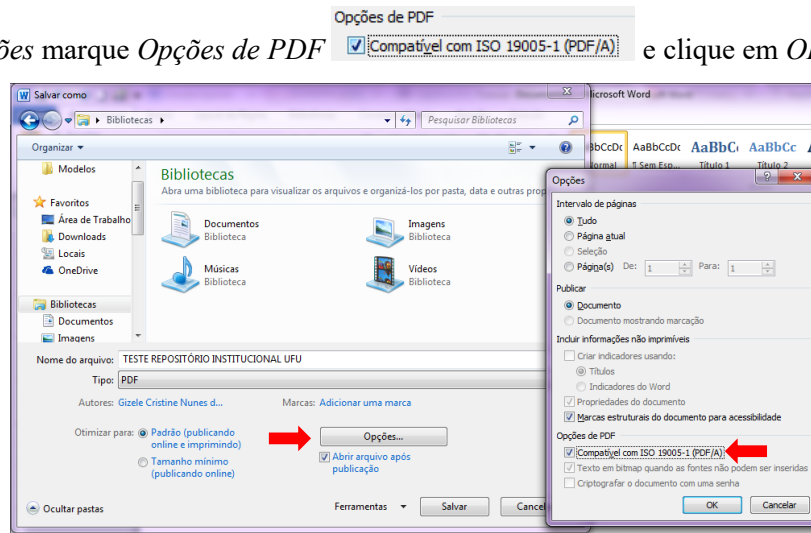 Opções de PDF
Compatível com ISO 19005-1 (PDF/A)
ões marque Opções de PDF e clique em
Salvar como
Microsoft Word
Bibliotecas
Pesquisar Bibliotecas
Organizar
AaBbCcDc AaBbC AaBbCc
Normal ¶ Sem Esp... Título 1 Título 2
Modelos
Favoritos
Área de Trabalho
Downloads
Locais
OneDrive
Bibliotecas
Documentos
Imagens
Bibliotecas
Abra uma biblioteca para visualizar os arquivos e organizá-los por pasta, data e outras prop
Documentos
Biblioteca
Imagens
Biblioteca
Músicas
Biblioteca
Vídeos
Biblioteca
Nome do arquivo: TESTE REPOSITÓRIO INSTITUCIONAL UFU
Tipo: PDF
Autores: Gizele Cristine Nunes d... Marcas: Adicionar uma marca
Otimizar para: Padrão (publicando
online e imprimindo)
Tamanho mínimo
(publicando online)
Opções...
Abrir arquivo após
publicação
Ocultar pastas
Ferramentas Salvar Cancel
Opções
Intervalo de páginas
Tudo
Página atual
Seleção
Página(s) De: 1 Para: 1
Publicar
Documento
Documento mostrando marcação
Incluir informações não imprimíveis
Criar indicadores usando:
Títulos
Indicadores do Word
Propriedades do documento
Marcas estruturais do documento para acessibilidade
Opções de PDF
Compatível com ISO 19005-1 (PDF/A)
Texto em bitmap quando as fontes não podem ser inseridas
Criptografar o documento com uma senha
OK Cancelar